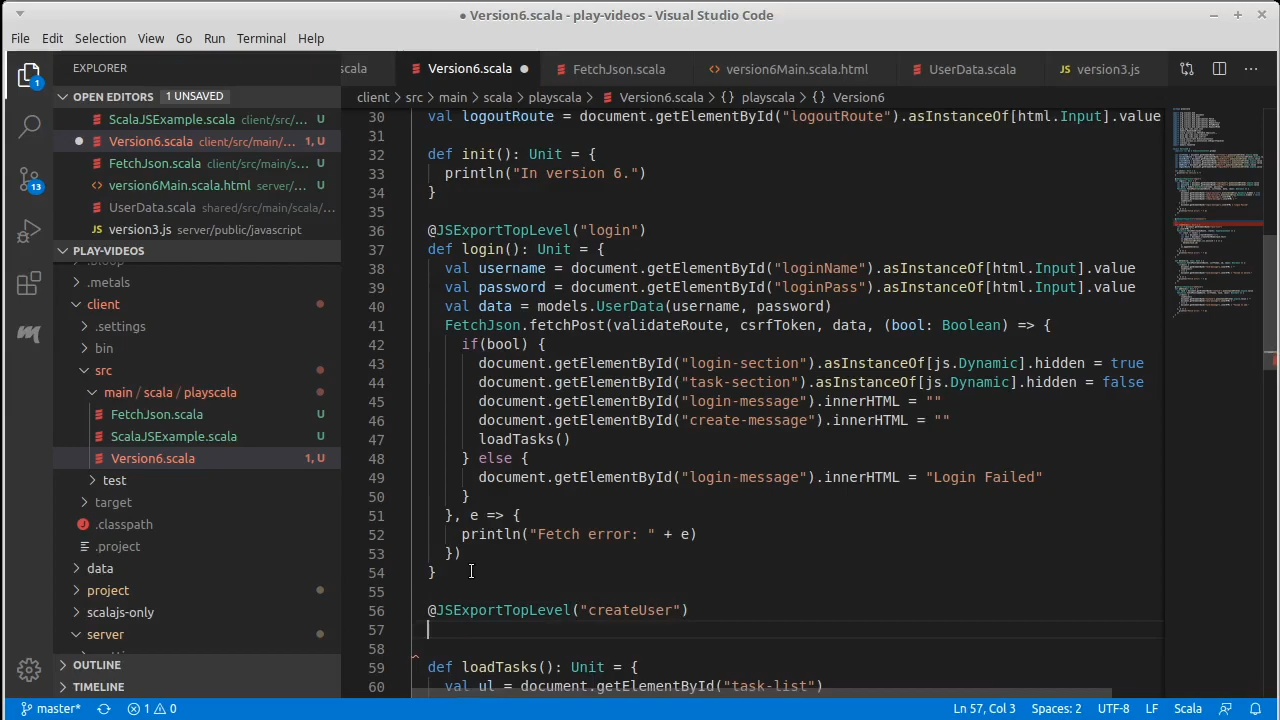 ● Version6.scala - play-videos - Visual Studio Code
File Edit Selection View Go Run Terminal Help
EXPLORER
scala Version6.scala ● FetchJson.scala version6Main.scala.html UserData.scala JS version3.js ...
OPEN EDITORS 1 UNSAVED
client > src > main > scala > playscala > Version6.scala > {} playscala > {} Version6
ScalaJSExample.scala client/src/main/... U
Version6.scala client/src/main/... 1, U
FetchJson.scala client/src/main/s... U
version6Main.scala.html server/... U
UserData.scala shared/src/main/scala/...
JS version3.js server/public/javascript
PLAY-VIDEOS
.metals
client
.settings
bin
src
main / scala / playscala
FetchJson.scala U
ScalaJSExample.scala U
Version6.scala 1, U
test
target
.classpath
.project
data
project
scalajs-only
server
OUTLINE
TIMELINE
1
13
30 val logoutRoute = document.getElementById("logoutRoute").asInstanceOf[html.Input].value
31
32 def init(): Unit = {
33 println("In version 6.")
34 }
35
36 @JSExportTopLevel("login")
37 def login(): Unit = {
38 val username = document.getElementById("loginName").asInstanceOf[html.Input].value
39 val password = document.getElementById("loginPass").asInstanceOf[html.Input].value
40 val data = models.UserData(username, password)
41 FetchJson.fetchPost(validateRoute, csrfToken, data, (bool: Boolean) => {
42 if(bool) {
43 document.getElementById("login-section").asInstanceOf[js.Dynamic].hidden = true
44 document.getElementById("task-section").asInstanceOf[js.Dynamic].hidden = false
45 document.getElementById("login-message").innerHTML = ""
46 document.getElementById("create-message").innerHTML = ""
47 loadTasks()
48 } else {
49 document.getElementById("login-message").innerHTML = "Login Failed"
50 }
51 }, e => {
52 println("Fetch error: " + e)
53 })
54 }
55
56 @JSExportTopLevel("createUser")
57
58
59 def loadTasks(): Unit = {
60 val ul = document.getElementById("task-list")
master* 1 0 Ln 57, Col 3 Spaces: 2 UTF-8 LF Scala